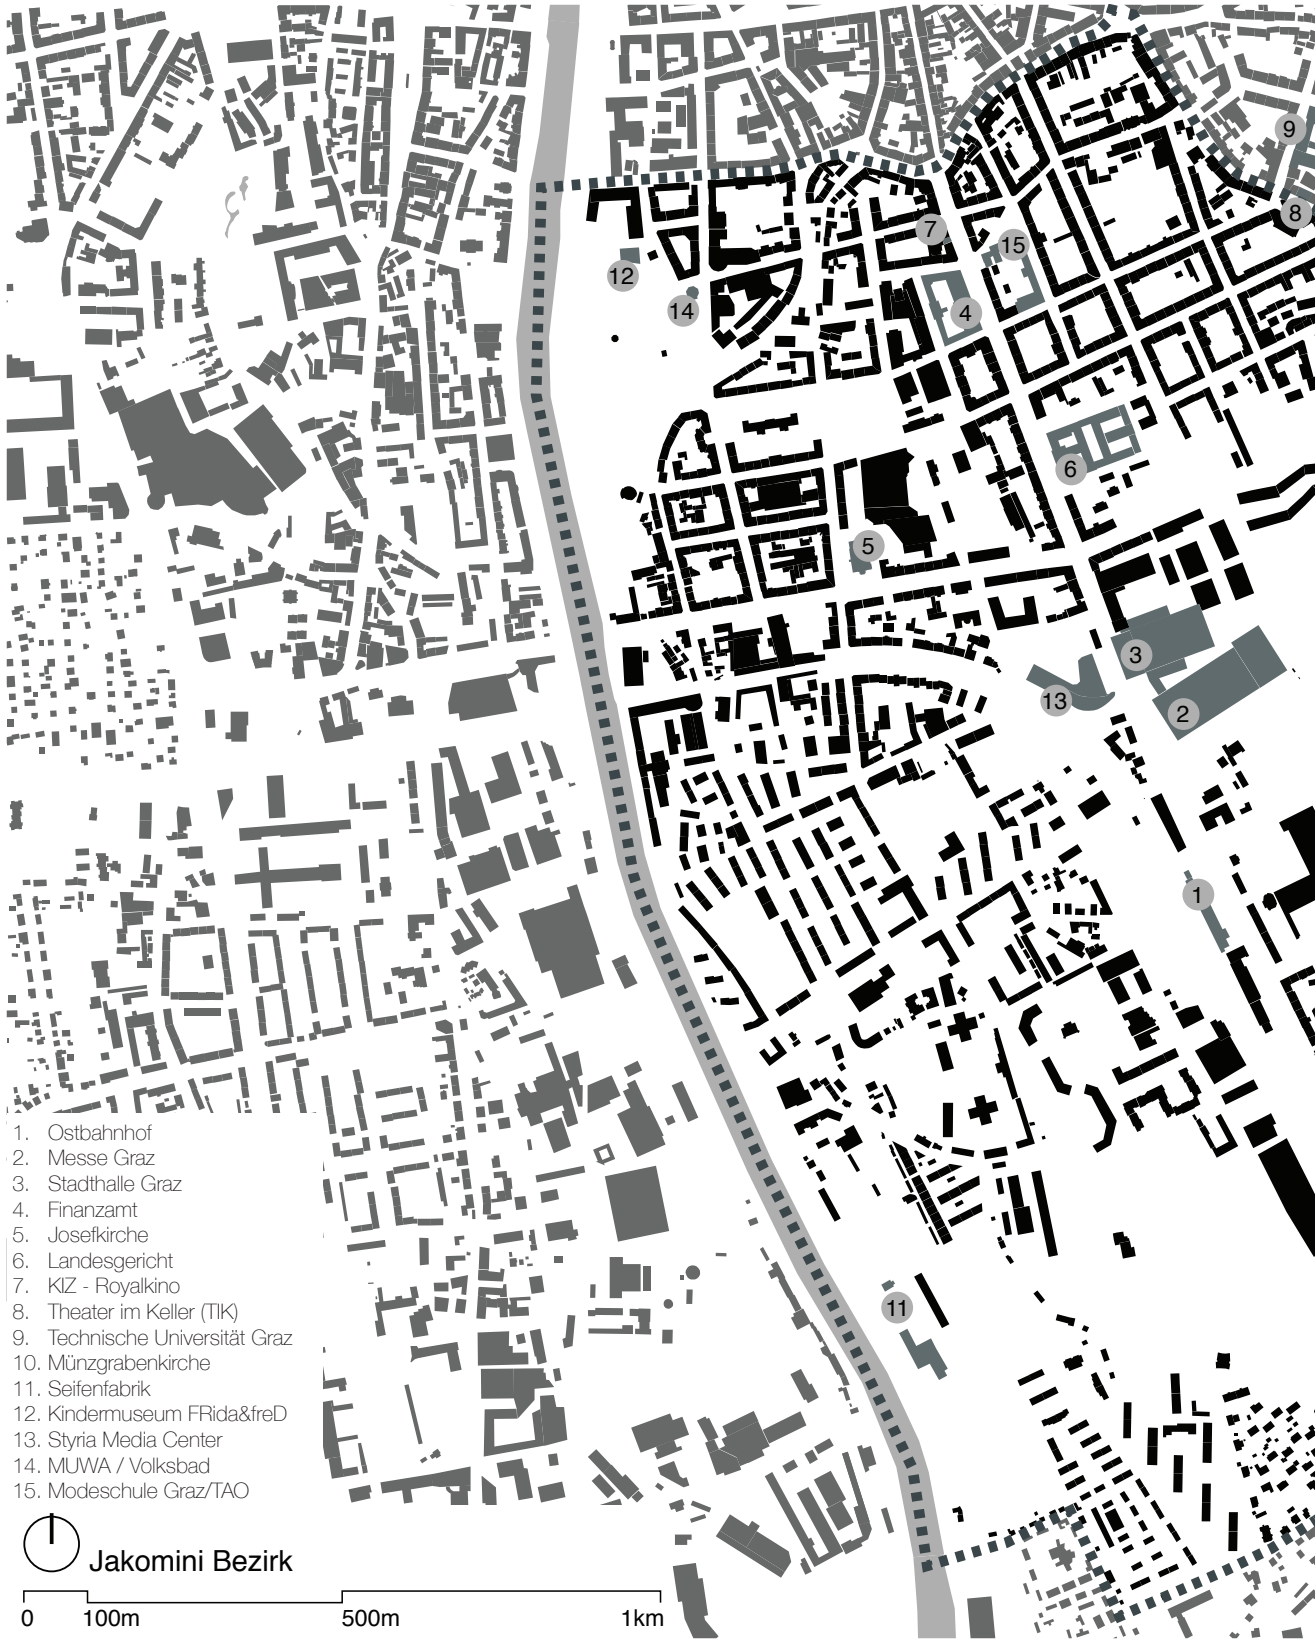 9
8
7
15
12
14
4
6
5
3
13
2
1
11
1. Ostbahnhof
2. Messe Graz
3. Stadthalle Graz
4. Finanzamt
5. Josefkirche
6. Landesgericht
7. KIZ - Royalkino
8. Theater im Keller (TIK)
9. Technische Universität Graz
10. Münzgrabenkirche
11. Seifenfabrik
12. Kindermuseum FRida&freD
13. Styria Media Center
14. MUWA / Volksbad
15. Modeschule Graz/TAO
Jakomini Bezirk
0 100m 500m 1km